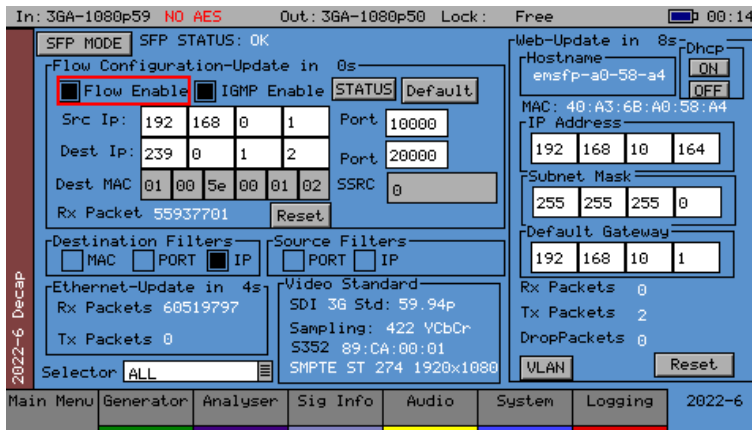 In: 3GA-1080p59 NO AES Out: 3GA-1080p50 Lock: Free 00:14
SFP MODE SFP STATUS: OK
Flow Configuration-Update in 0s
Flow Enable IGMP Enable STATUS Default
Src Ip: 192 168 0 1 Port 10000
Dest Ip: 239 0 1 2 Port 20000
Dest MAC 01 00 5e 00 01 02 SSRC 0
Rx Packet 55937701 Reset
Destination Filters
MAC PORT IP
Source Filters
PORT IP
Ethernet-Update in 4s
Rx Packets 60519797
Tx Packets 0
Selector ALL
Video Standard
SDI 3G Std: 59.94p
Sampling: 422 YCbCr
S352 89:CA:00:01
SMPTE ST 274 1920x1080
Web-Update in 8s
Hostname
emsfp-a0-58-a4
Dhcp
ON
OFF
MAC: 40:A3:6B:A0:58:A4
IP Address
192 168 10 164
Subnet Mask
255 255 255 0
Default Gateway
192 168 10 1
Rx Packets 0
Tx Packets 2
DropPackets 0
VLAN Reset
2022-6 Decap
Main Menu Generator Analyser Sig Info Audio System Logging 2022-6